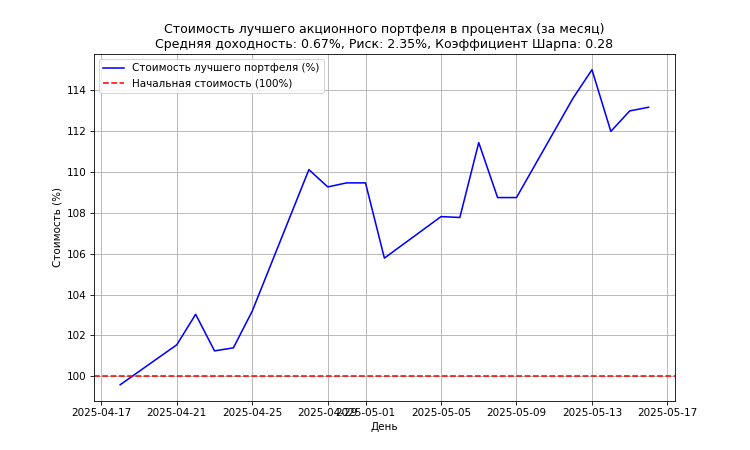 Стоимость лучшего акционного портфеля в процентах (за месяц)
Средняя доходность: 0.67%, Риск: 2.35%, Коэффициент Шарпа: 0.28
Стоимость лучшего портфеля (%)
Начальная стоимость (100%)
Стоимость (%)
114
112
110
108
106
104
102
100
2025-04-17 2025-04-21 2025-04-25 2025-04-29 2025-05-01 2025-05-05 2025-05-09 2025-05-13 2025-05-17
День